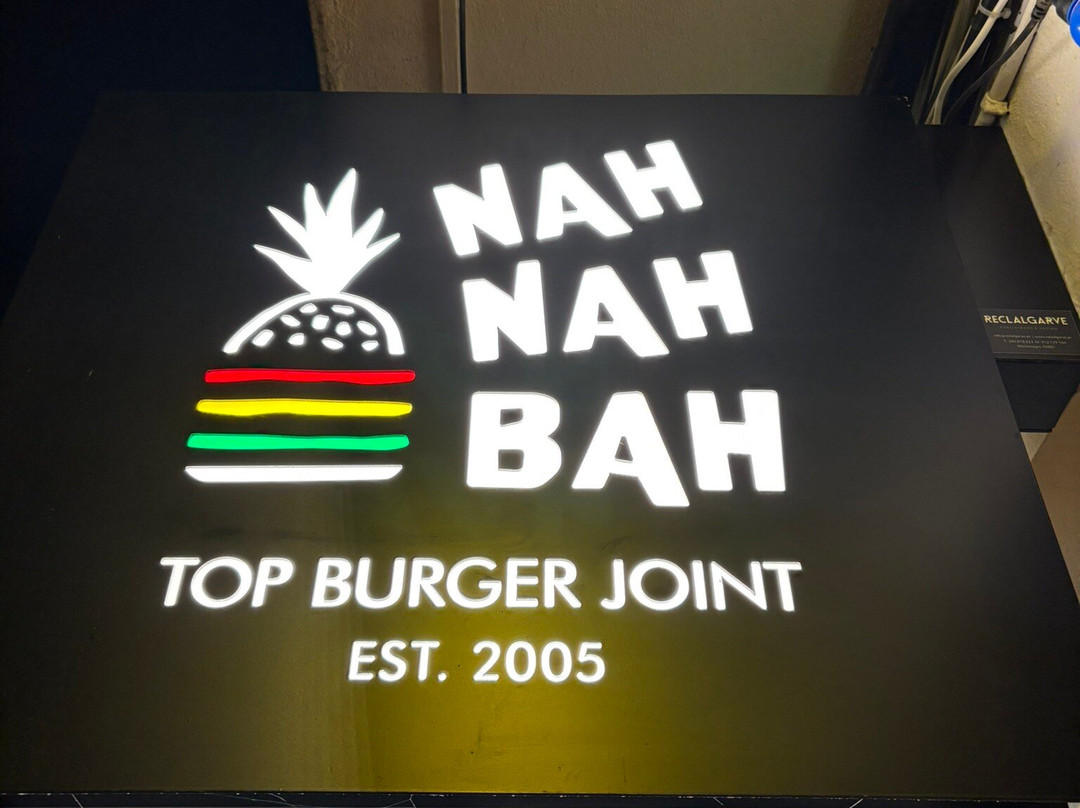 NAH
NAH
BAH
TOP BURGER JOINT
EST. 2005
RECLALGARVE